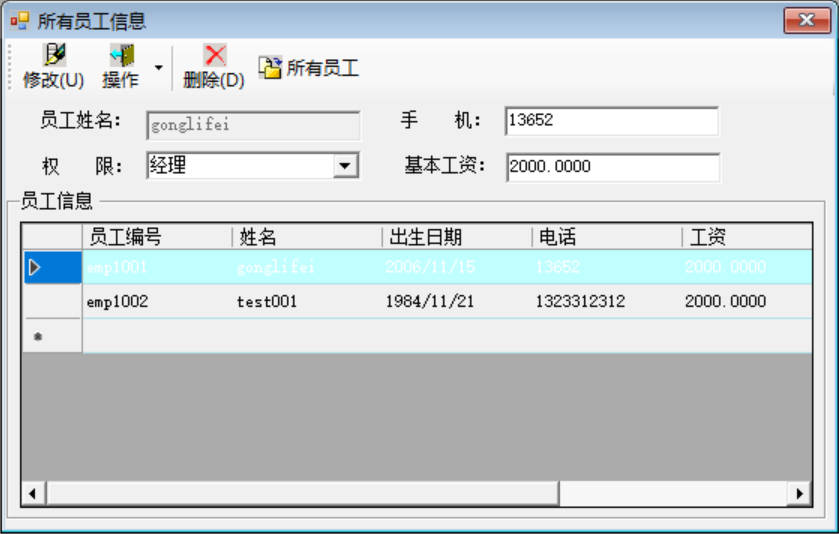 所有员工信息
修改(U) 操作 删除(D) 所有员工
员工姓名: gonglifei 手 机: 13652
权 限: 经理 基本工资: 2000.0000
员工信息
员工编号 姓名 出生日期 电话 工资
emp1001 gonglifei 2006/11/15 13652 2000.0000
emp1002 test001 1984/11/21 1323312312 2000.0000